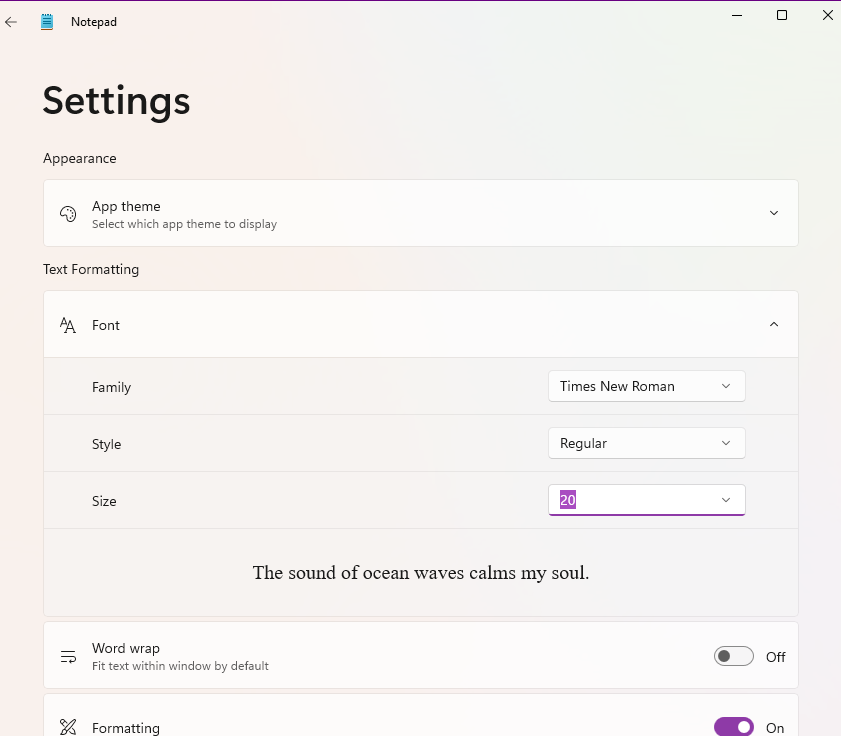 Notepad
Settings
Appearance
App theme
Select which app theme to display
Text Formatting
Font
Family
Times New Roman
Style
Regular
Size
20
The sound of ocean waves calms my soul.
Word wrap
Fit text within window by default
Off
Formatting
On